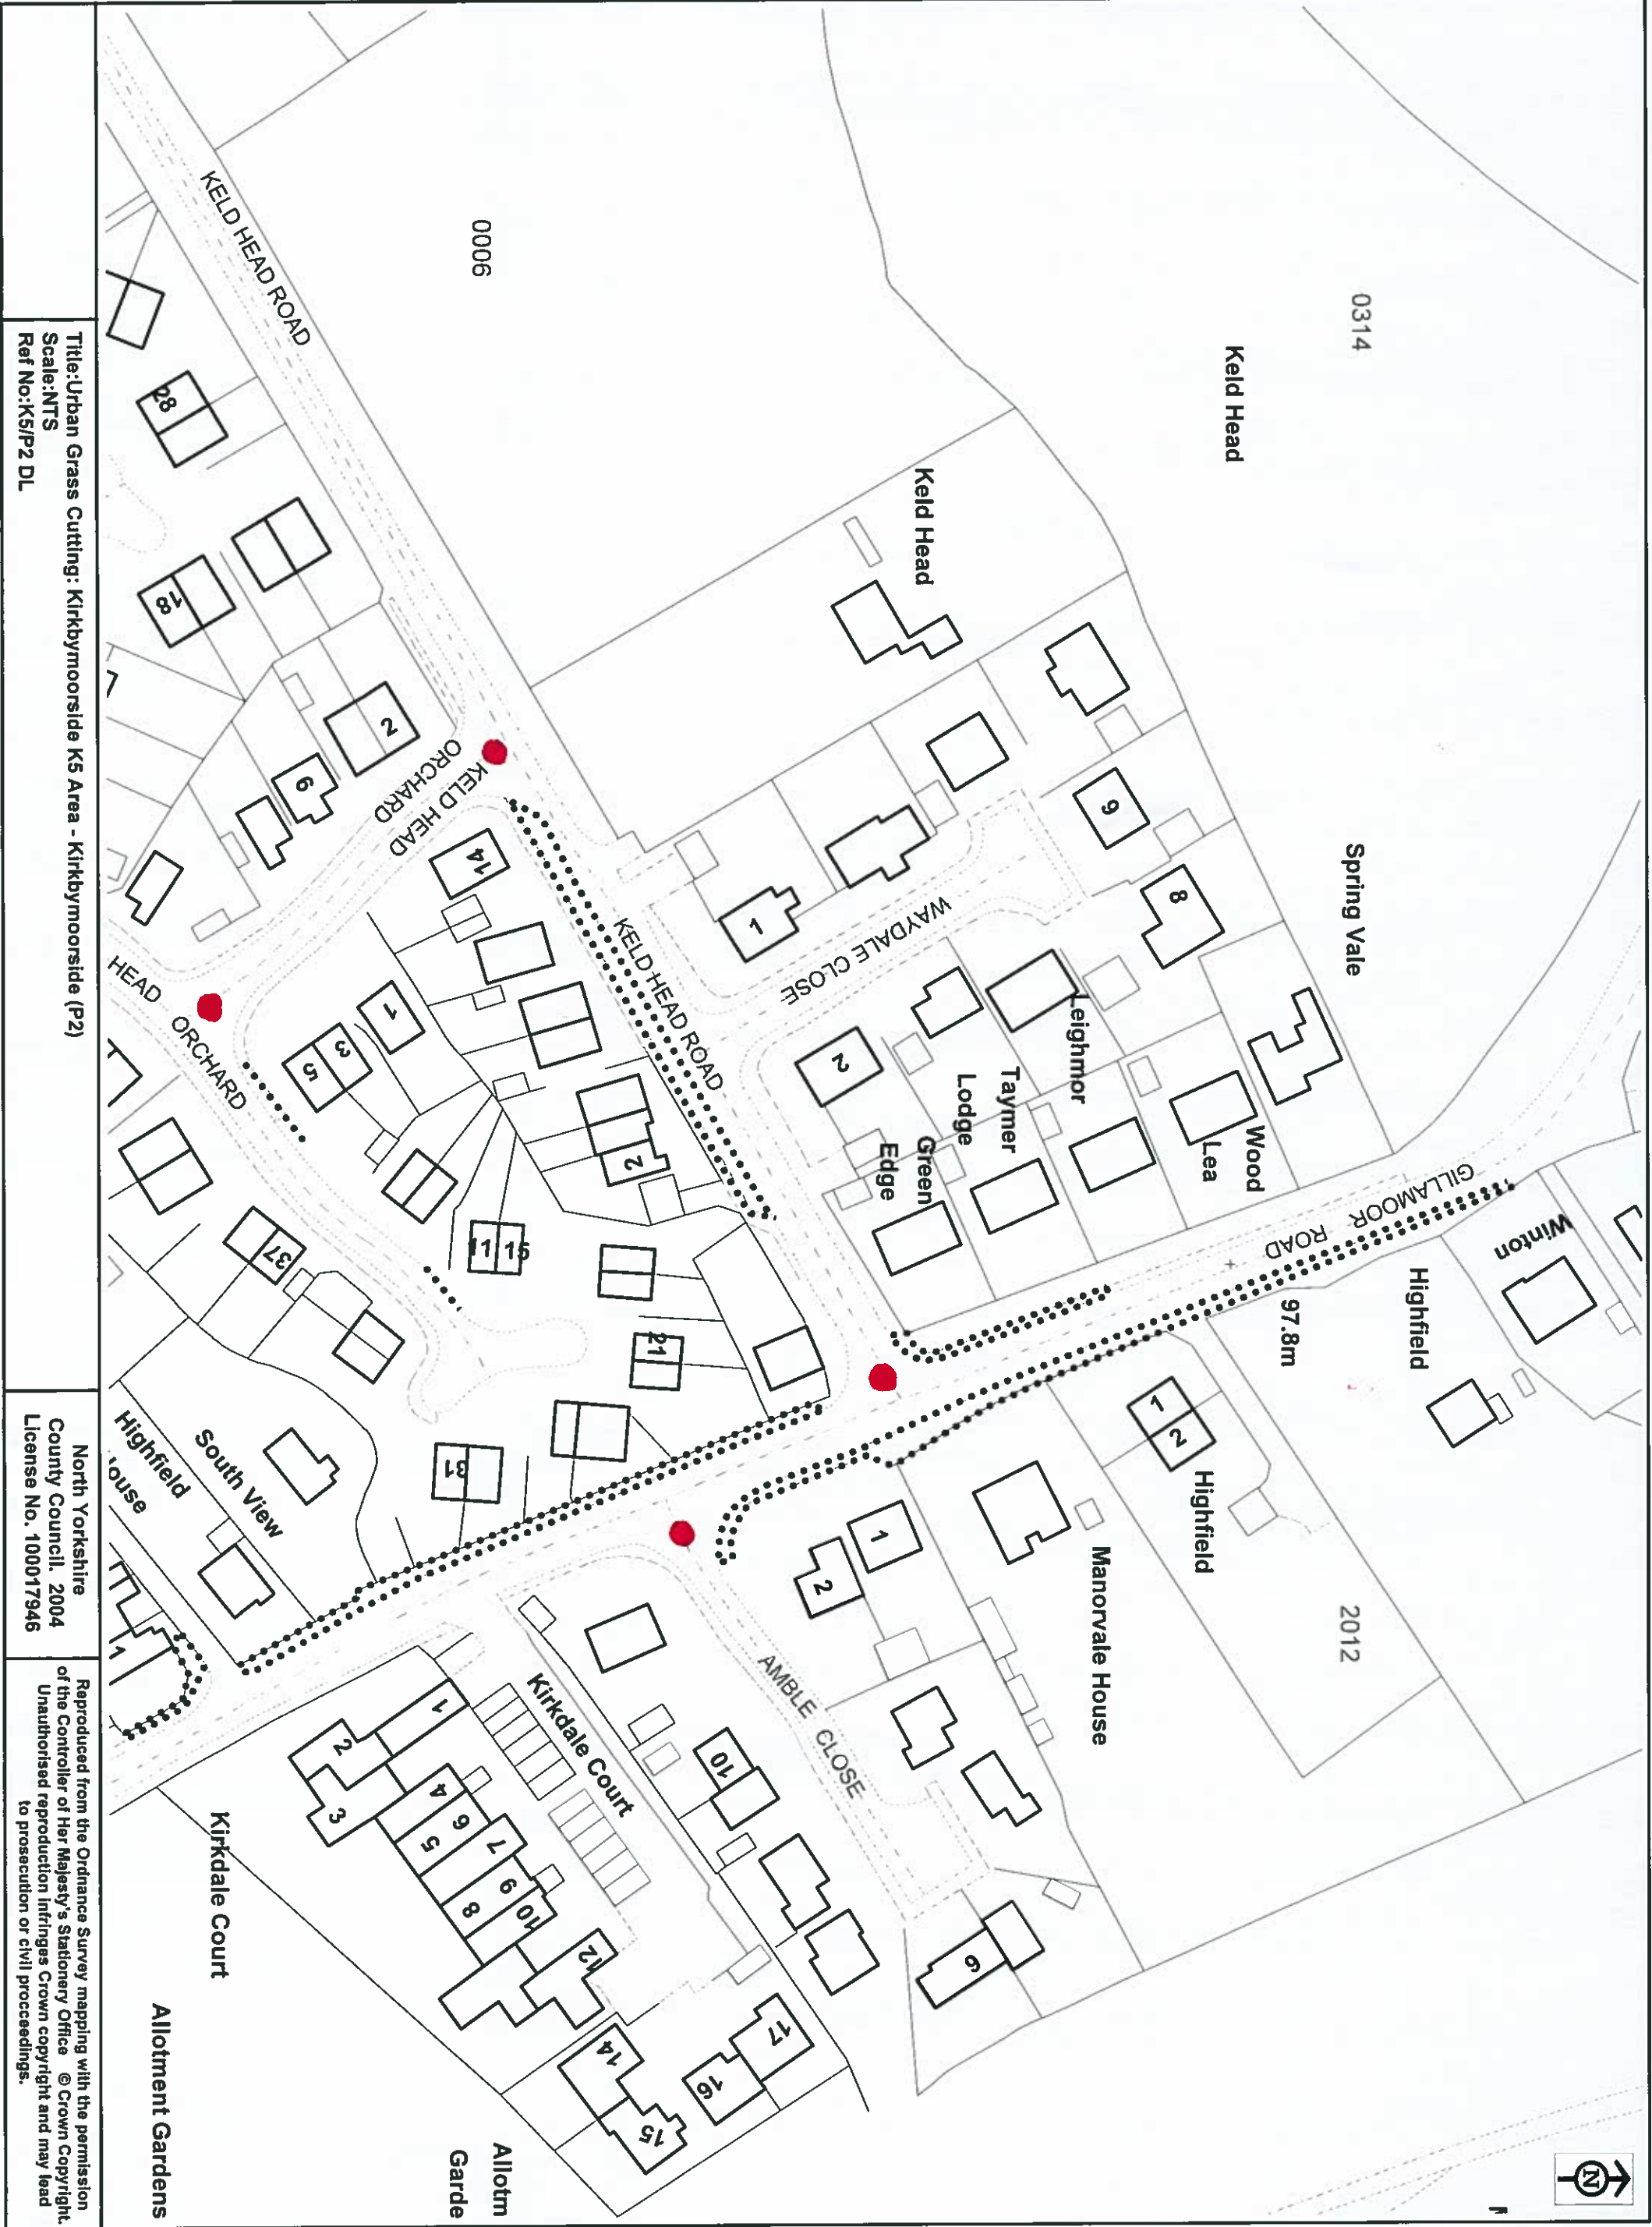 0314
Keld Head
Spring Vale
0006
Keld Head
KELD HEAD ROAD
GILLAMOOR ROAD
Winton
Highfield
97.8m
Wood
Lea
Leighmor
Taymer
Lodge
Green
Edge
WAYDALE CLOSE
9
8
1
2
KELD HEAD ROAD
KELD HEAD
ORCHARD
28
18
2
6
14
1
3
5
2
11
15
21
31
37
HEAD ORCHARD
1
2
Highfield
2012
Manorvale House
1
2
AMBLE CLOSE
10
6
Kirkdale Court
South View
Highfield
1
1
2
3
4
5
6
7
8
9
10
12
14
15
16
17
Kirkdale Court
Allotment Gardens
Allotm
Garde
N
Title:Urban Grass Cutting: Kirkbymoorside K5 Area - Kirkbymoorside (P2)
Scale:NTS
Ref No:K5/P2 DL
North Yorkshire
County Council. 2004
License No. 100017946
Reproduced from the Ordnance Survey mapping with the permission
of the Controller of Her Majesty's Stationery Office © Crown Copyright.
Unauthorised reproduction infringes Crown copyright and may lead
to prosecution or civil procceedings.